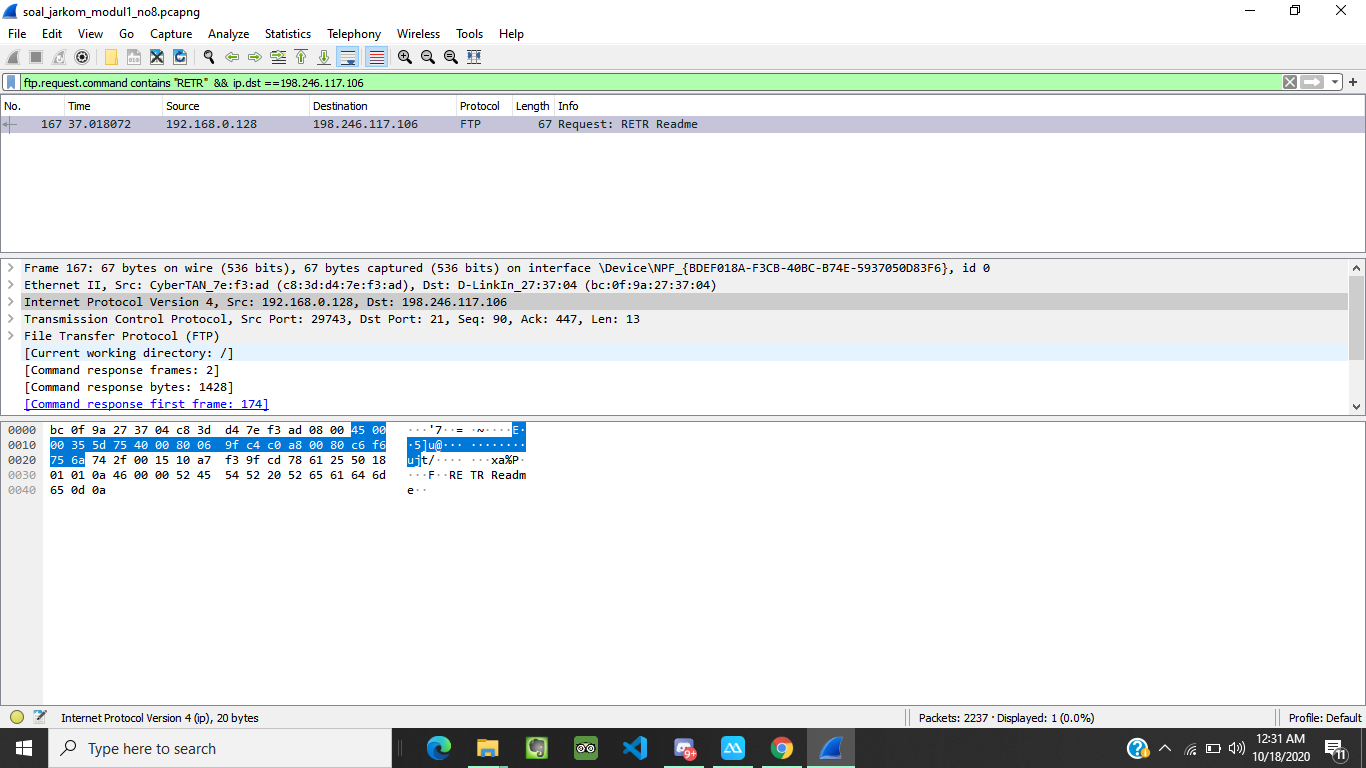 soal_jarkom_modul1_no8.pcapng
File Edit View Go Capture Analyze Statistics Telephony Wireless Tools Help
ftp.request.command contains "RETR" && ip.dst ==198.246.117.106
No. Time Source Destination Protocol Length Info
167 37.018072 192.168.0.128 198.246.117.106 FTP 67 Request: RETR Readme
Frame 167: 67 bytes on wire (536 bits), 67 bytes captured (536 bits) on interface \Device\NPF_{BDEF018A-F3CB-40BC-B74E-5937050D83F6}, id 0
Ethernet II, Src: CyberTAN_7e:f3:ad (c8:3d:d4:7e:f3:ad), Dst: D-LinkIn_27:37:04 (bc:0f:9a:27:37:04)
Internet Protocol Version 4, Src: 192.168.0.128, Dst: 198.246.117.106
Transmission Control Protocol, Src Port: 29743, Dst Port: 21, Seq: 90, Ack: 447, Len: 13
File Transfer Protocol (FTP)
[Current working directory: /]
[Command response frames: 2]
[Command response bytes: 1428]
[Command response first frame: 174]
0000 bc 0f 9a 27 37 04 c8 3d d4 7e f3 ad 08 00 45 00 ···'7··= ·~····E·
0010 00 35 5d 75 40 00 80 06 9f c4 c0 a8 00 80 c6 f6 ·5]u@··· ········
0020 75 6a 74 2f 00 15 10 a7 f3 9f cd 78 61 25 50 18 ujt/···· ···xa%P·
0030 01 01 0a 46 00 00 52 45 54 52 20 52 65 61 64 6d ···F··RE TR Readm
0040 65 0d 0a e··
Internet Protocol Version 4 (ip), 20 bytes
Packets: 2237 · Displayed: 1 (0.0%)
Profile: Default
Type here to search
9+
12:31 AM
10/18/2020
11